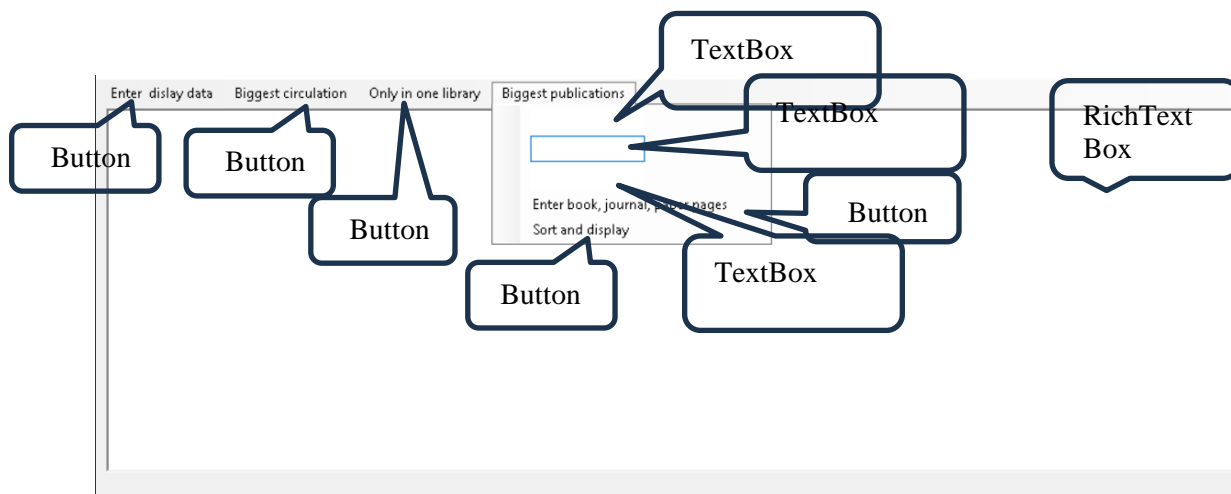 TextBox
Enter dislay data Biggest circulation Only in one library Biggest publications
TextBox
RichText
Box
Button
Button
Enter book, journal, paper pages
Button
Button
Sort and display
TextBox
Button